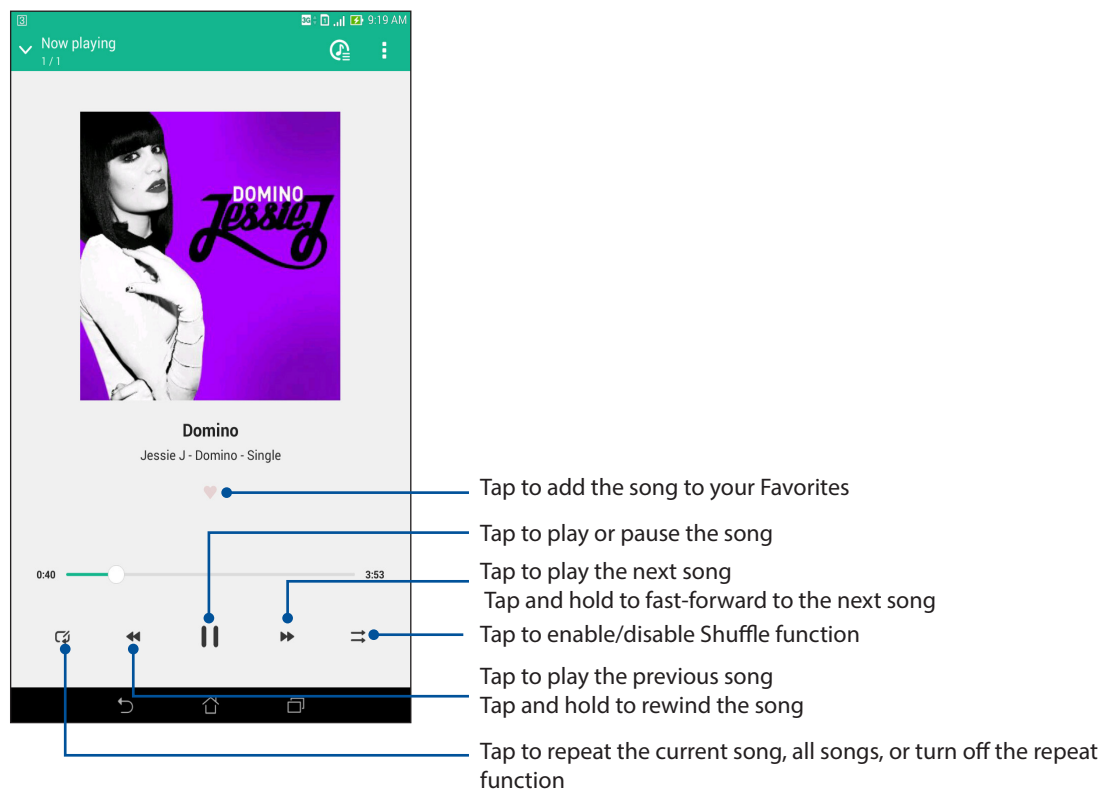 3
3G 1 9:19 AM
Now playing
1 / 1
DOMINO
Jessie J
Domino
Jessie J - Domino - Single
Tap to add the song to your Favorites
Tap to play or pause the song
0:40
3:53
Tap to play the next song
Tap and hold to fast-forward to the next song
Tap to enable/disable Shuffle function
Tap to play the previous song
Tap and hold to rewind the song
Tap to repeat the current song, all songs, or turn off the repeat
function